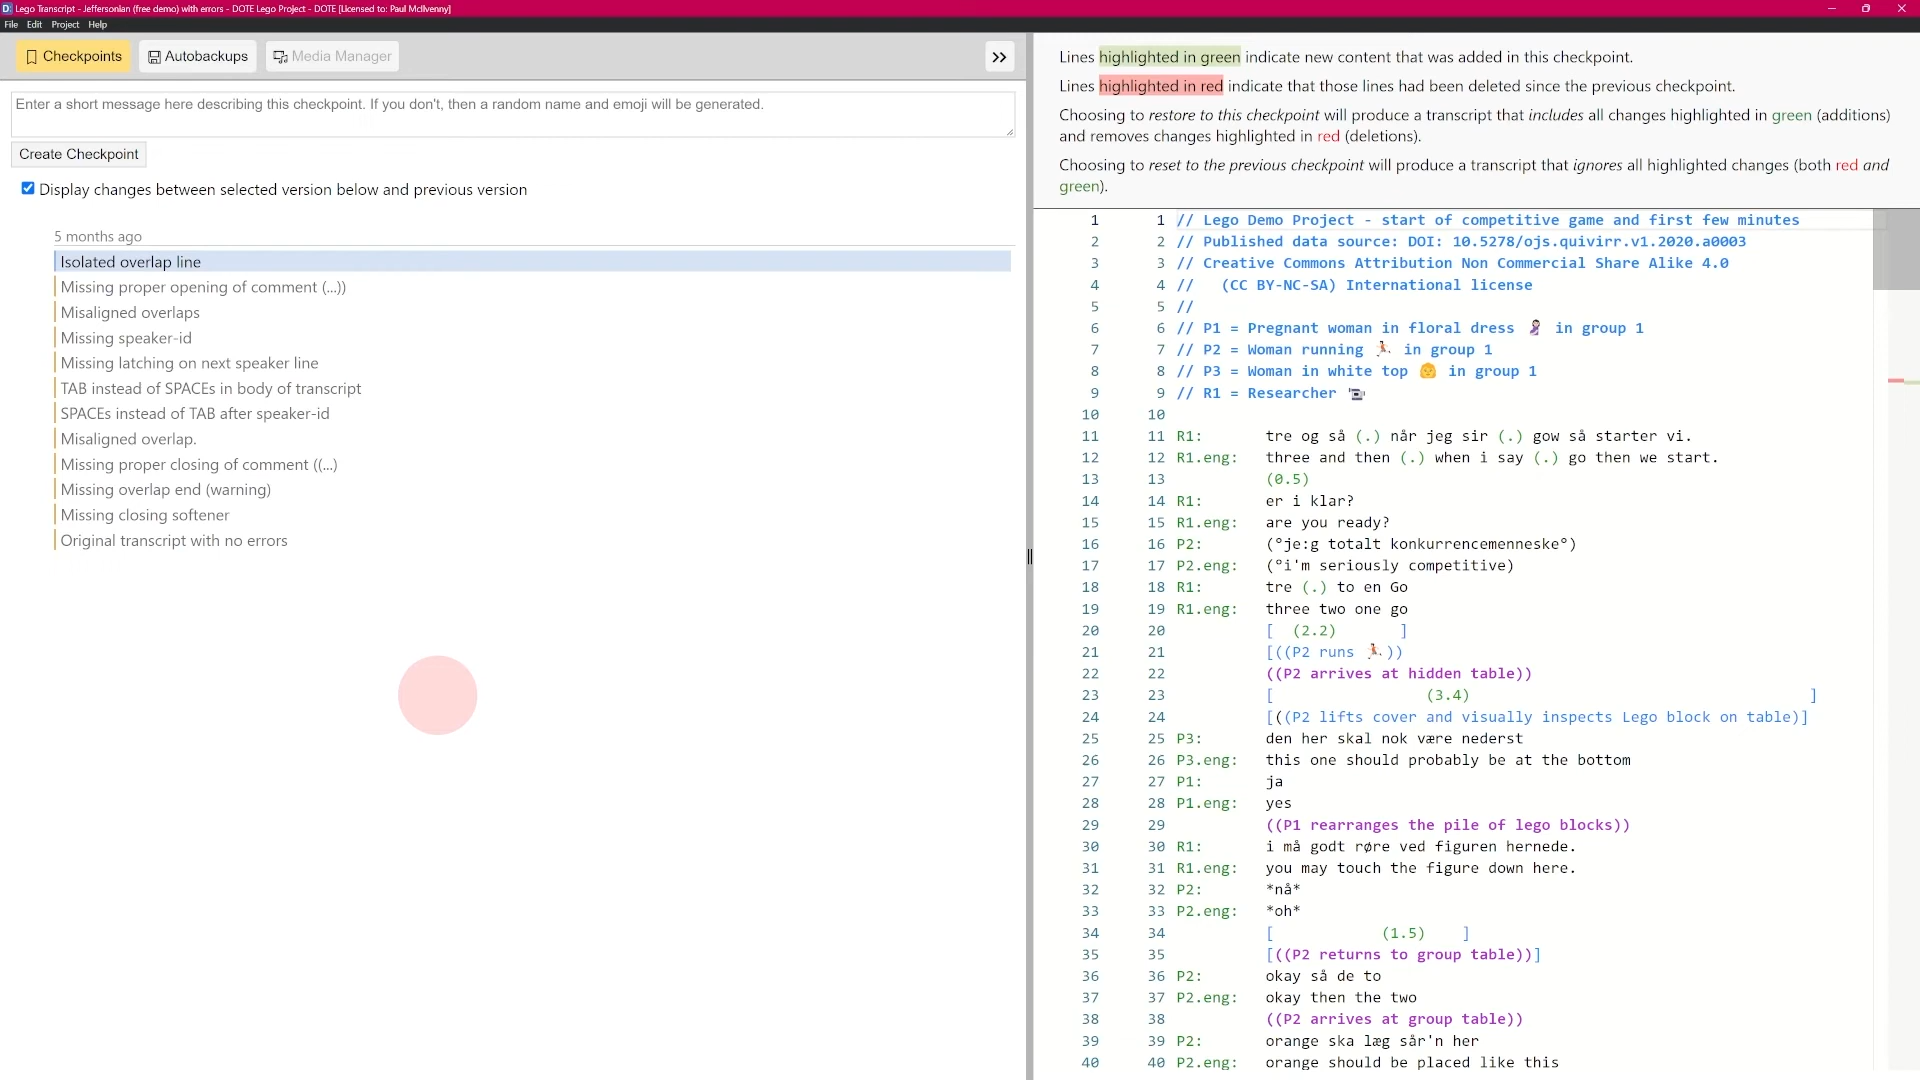 Lego Transcript - Jeffersonian (free demo) with errors - DOTE Lego Project - DOTE [Licensed to: Paul McIlvenny]
File Edit Project Help
Checkpoints Autobackups Media Manager
Enter a short message here describing this checkpoint. If you don't, then a random name and emoji will be generated.
Create Checkpoint
Display changes between selected version below and previous version
5 months ago
Isolated overlap line
Missing proper opening of comment (...))
Misaligned overlaps
Missing speaker-id
Missing latching on next speaker line
TAB instead of SPACEs in body of transcript
SPACEs instead of TAB after speaker-id
Misaligned overlap.
Missing proper closing of comment ((...)
Missing overlap end (warning)
Missing closing softener
Original transcript with no errors
Lines highlighted in green indicate new content that was added in this checkpoint.
Lines highlighted in red indicate that those lines had been deleted since the previous checkpoint.
Choosing to restore to this checkpoint will produce a transcript that includes all changes highlighted in green (additions)
and removes changes highlighted in red (deletions).
Choosing to reset to the previous checkpoint will produce a transcript that ignores all highlighted changes (both red and
green).
1 1 // Lego Demo Project - start of competitive game and first few minutes
2 2 // Published data source: DOI: 10.5278/ojs.quivirr.v1.2020.a0003
3 3 // Creative Commons Attribution Non Commercial Share Alike 4.0
4 4 // (CC BY-NC-SA) International license
5 5 //
6 6 // P1 = Pregnant woman in floral dress 🤰 in group 1
7 7 // P2 = Woman running 🏃 in group 1
8 8 // P3 = Woman in white top 🙆 in group 1
9 9 // R1 = Researcher 📹
10 10
11 11 R1: tre og så (.) når jeg sir (.) gow så starter vi.
12 12 R1.eng: three and then (.) when i say (.) go then we start.
13 13 (0.5)
14 14 R1: er i klar?
15 15 R1.eng: are you ready?
16 16 P2: (°je:g totalt konkurrencemenneske°)
17 17 P2.eng: (°i'm seriously competitive)
18 18 R1: tre (.) to en Go
19 19 R1.eng: three two one go
20 20 [ (2.2) ]
21 21 [((P2 runs 🏃))
22 22 ((P2 arrives at hidden table))
23 23 [ (3.4) ]
24 24 [((P2 lifts cover and visually inspects Lego block on table)]
25 25 P3: den her skal nok være nederst
26 26 P3.eng: this one should probably be at the bottom
27 27 P1: ja
28 28 P1.eng: yes
29 29 ((P1 rearranges the pile of lego blocks))
30 30 R1: i må godt røre ved figuren hernede.
31 31 R1.eng: you may touch the figure down here.
32 32 P2: *nå*
33 33 P2.eng: *oh*
34 34 [ (1.5) ]
35 35 [((P2 returns to group table))]
36 36 P2: okay så de to
37 37 P2.eng: okay then the two
38 38 ((P2 arrives at group table))
39 39 P2: orange ska læg sår'n her
40 40 P2.eng: orange should be placed like this